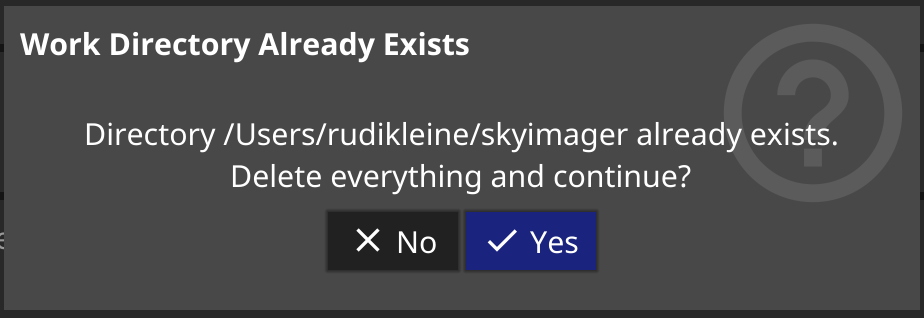 Work Directory Already Exists
Directory /Users/rudikleine/skyimager already exists.
Delete everything and continue?
No
Yes